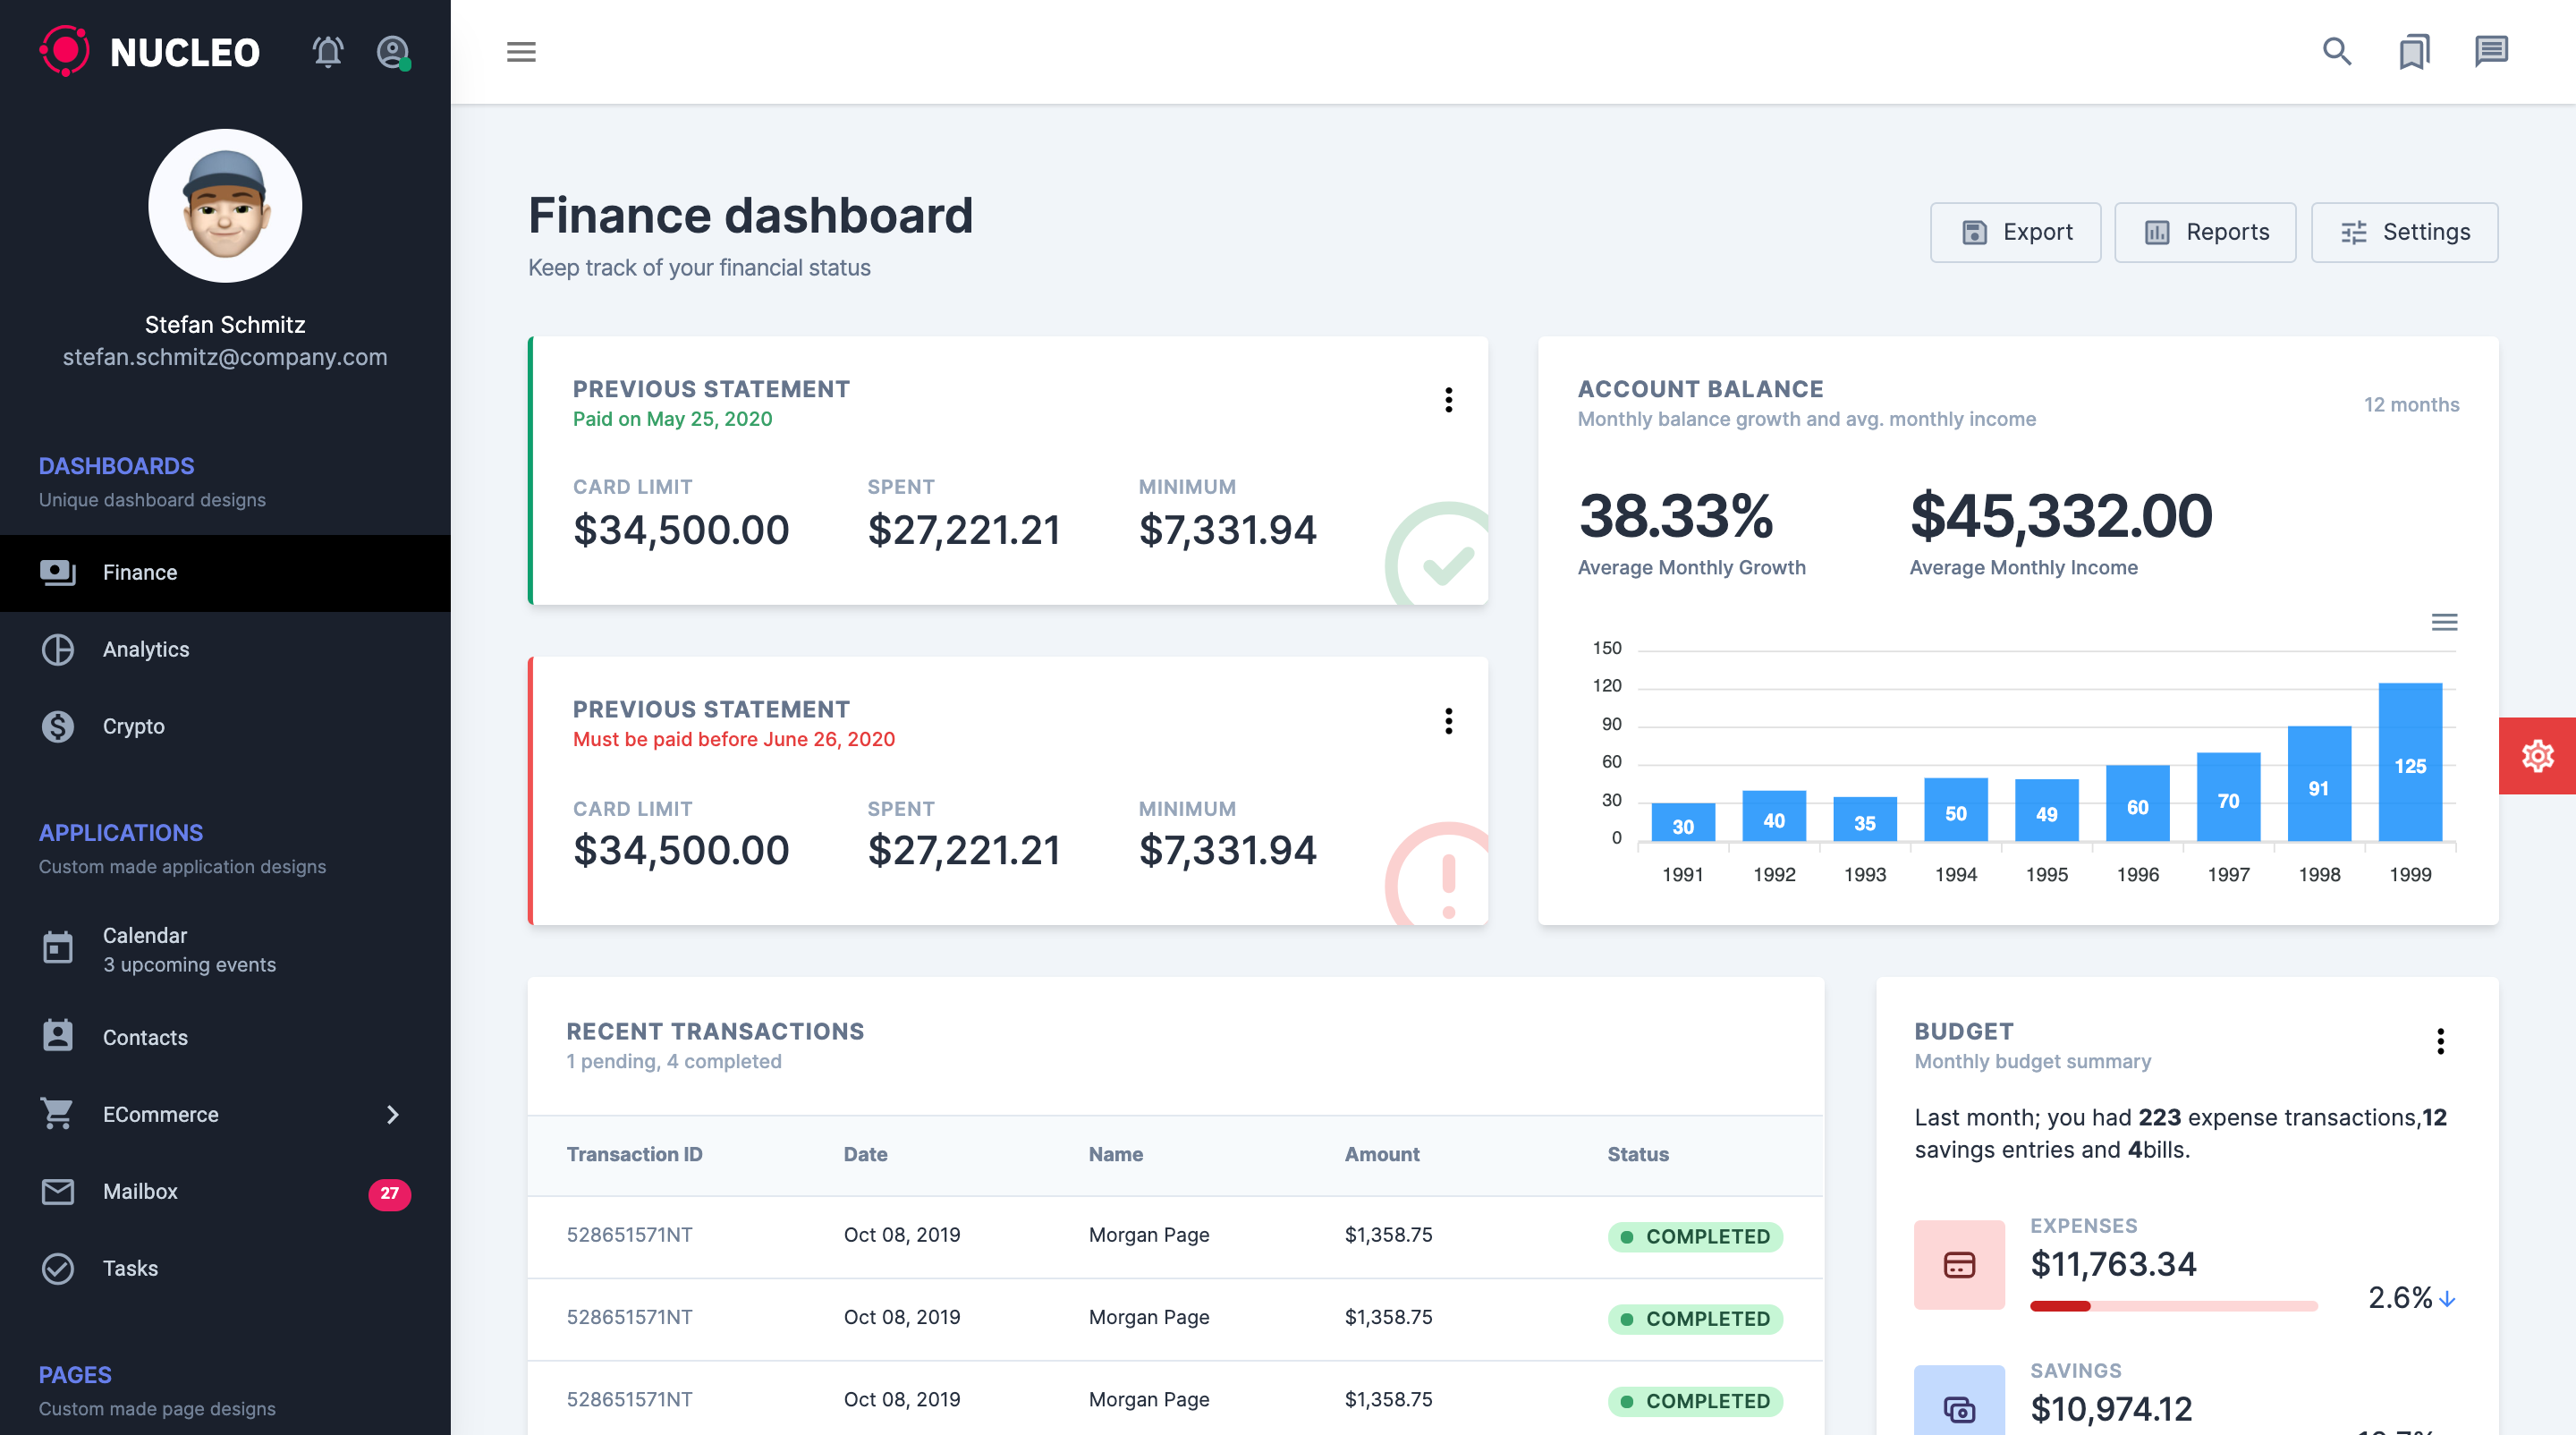 NUCLEO
Stefan Schmitz
stefan.schmitz@company.com
DASHBOARDS
Unique dashboard designs
Finance
Analytics
Crypto
APPLICATIONS
Custom made application designs
Calendar
3 upcoming events
Contacts
ECommerce
Mailbox
27
Tasks
PAGES
Custom made page designs
Finance dashboard
Keep track of your financial status
Export
Reports
Settings
PREVIOUS STATEMENT
Paid on May 25, 2020
CARD LIMIT SPENT MINIMUM
$34,500.00 $27,221.21 $7,331.94
PREVIOUS STATEMENT
Must be paid before June 26, 2020
CARD LIMIT SPENT MINIMUM
$34,500.00 $27,221.21 $7,331.94
ACCOUNT BALANCE
Monthly balance growth and avg. monthly income
12 months
38.33% $45,332.00
Average Monthly Growth Average Monthly Income
150
120
90
60
30
0
30 40 35 50 49 60 70 91 125
1991 1992 1993 1994 1995 1996 1997 1998 1999
RECENT TRANSACTIONS
1 pending, 4 completed
Transaction ID Date Name Amount Status
528651571NT Oct 08, 2019 Morgan Page $1,358.75 COMPLETED
528651571NT Oct 08, 2019 Morgan Page $1,358.75 COMPLETED
528651571NT Oct 08, 2019 Morgan Page $1,358.75 COMPLETED
BUDGET
Monthly budget summary
Last month; you had 223 expense transactions,12
savings entries and 4bills.
EXPENSES
$11,763.34
2.6%
SAVINGS
$10,974.12